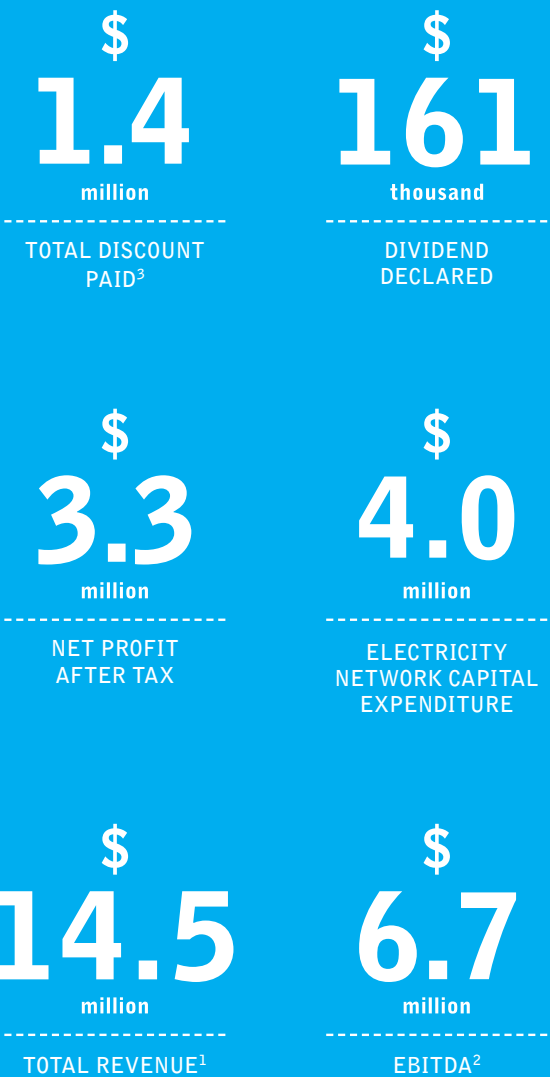 $
1.4
million
TOTAL DISCOUNT
PAID³
$
161
thousand
DIVIDEND
DECLARED
$
3.3
million
NET PROFIT
AFTER TAX
$
4.0
million
ELECTRICITY
NETWORK CAPITAL
EXPENDITURE
$
14.5
million
TOTAL REVENUE¹
$
6.7
million
EBITDA²